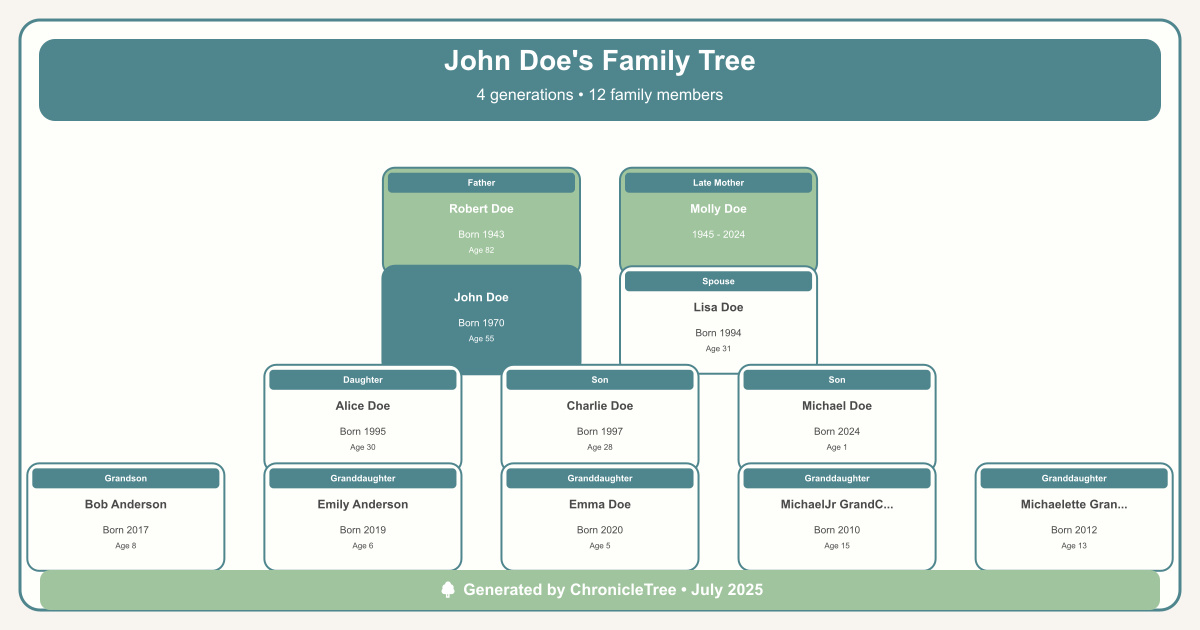 John Doe's Family Tree
4 generations • 12 family members
Father
Robert Doe
Born 1943
Age 82
Late Mother
Molly Doe
1945 - 2024
John Doe
Born 1970
Age 55
Spouse
Lisa Doe
Born 1994
Age 31
Daughter
Alice Doe
Born 1995
Age 30
Son
Charlie Doe
Born 1997
Age 28
Son
Michael Doe
Born 2024
Age 1
Grandson
Bob Anderson
Born 2017
Age 8
Granddaughter
Emily Anderson
Born 2019
Age 6
Granddaughter
Emma Doe
Born 2020
Age 5
Granddaughter
MichaelJr GrandC...
Born 2010
Age 15
Granddaughter
Michaelette Gran...
Born 2012
Age 13
Generated by ChronicleTree • July 2025